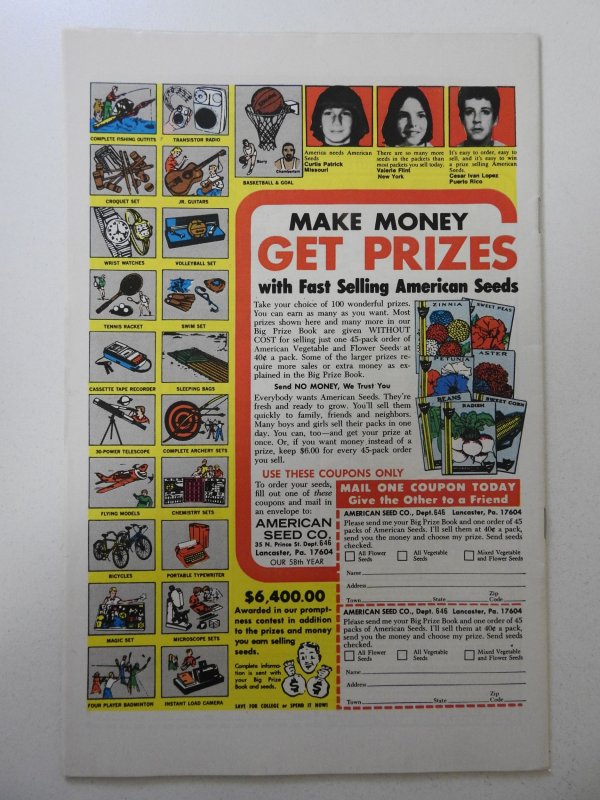 COMPLETE FISHING OUTFITS
TRANSISTOR RADIO
CROQUET SET
JR. GUITARS
WRIST WATCHES
VOLLEYBALL SET
TENNIS RACKET
SWIM SET
CASSETTE TAPE RECORDER
SLEEPING BAGS
30-POWER TELESCOPE
COMPLETE ARCHERY SETS
FLYING MODELS
CHEMISTRY SETS
BICYCLES
PORTABLE TYPEWRITER
MAGIC SET
MICROSCOPE SETS
FOUR PLAYER BADMINTON
INSTANT LOAD CAMERA
Barry
Chamberlain
BASKETBALL & GOAL
America needs American
Seeds
Curtis Patrick
Missouri
There are so many more
seeds in the packets than
most packets you sell today.
Valerie Flint
New York
It's easy to order, easy to
sell, and it's easy to win
a prize selling American
Seeds.
Cesar Ivan Lopez
Puerto Rico
MAKE MONEY
GET PRIZES
with Fast Selling American Seeds
Take your choice of 100 wonderful prizes.
You can earn as many as you want. Most
prizes shown here and many more in our
Big Prize Book are given WITHOUT
COST for selling just one 45-pack order of
American Vegetable and Flower Seeds at
40¢ a pack. Some of the larger prizes re-
quire more sales or extra money as ex-
plained in the Big Prize Book.
Send NO MONEY, We Trust You
Everybody wants American Seeds. They're
fresh and ready to grow. You'll sell them
quickly to family, friends and neighbors.
Many boys and girls sell their packs in one
day. You can, too—and get your prize at
once. Or, if you want money instead of a
prize, keep $6.00 for every 45-pack order
you sell.
ZINNIA
SWEET PEAS
PETUNIA
ASTER
BEANS
RADISH
SWEET CORN
USE THESE COUPONS ONLY
To order your seeds,
fill out one of these
coupons and mail in
an envelope to:
AMERICAN
SEED CO.
35 N. Prince St. Dept. 646
Lancaster, Pa. 17604
OUR 58th YEAR
$6,400.00
Awarded in our prompt-
ness contest in addition
to the prizes and money
you earn selling
seeds.
Complete informa-
tion is sent with
your Big Prize
Book and seeds.
$ $
SAVE FOR COLLEGE or SPEND IT NOW!
MAIL ONE COUPON TODAY
Give the Other to a Friend
AMERICAN SEED CO., Dept. 646 Lancaster, Pa. 17604
Please send me your Big Prize Book and one order of 45
packs of American Seeds. I'll sell them at 40¢ a pack,
send you the money and choose my prize. Send seeds
checked.
All Flower Seeds
All Vegetable Seeds
Mixed Vegetable and Flower Seeds
Name
Address
Town State Zip Code
AMERICAN SEED CO., Dept. 646 Lancaster, Pa. 17604
Please send me your Big Prize Book and one order of 45
packs of American Seeds. I'll sell them at 40¢ a pack,
send you the money and choose my prize. Send seeds
checked.
All Flower Seeds
All Vegetable Seeds
Mixed Vegetable and Flower Seeds
Name
Address
Town State Zip Code